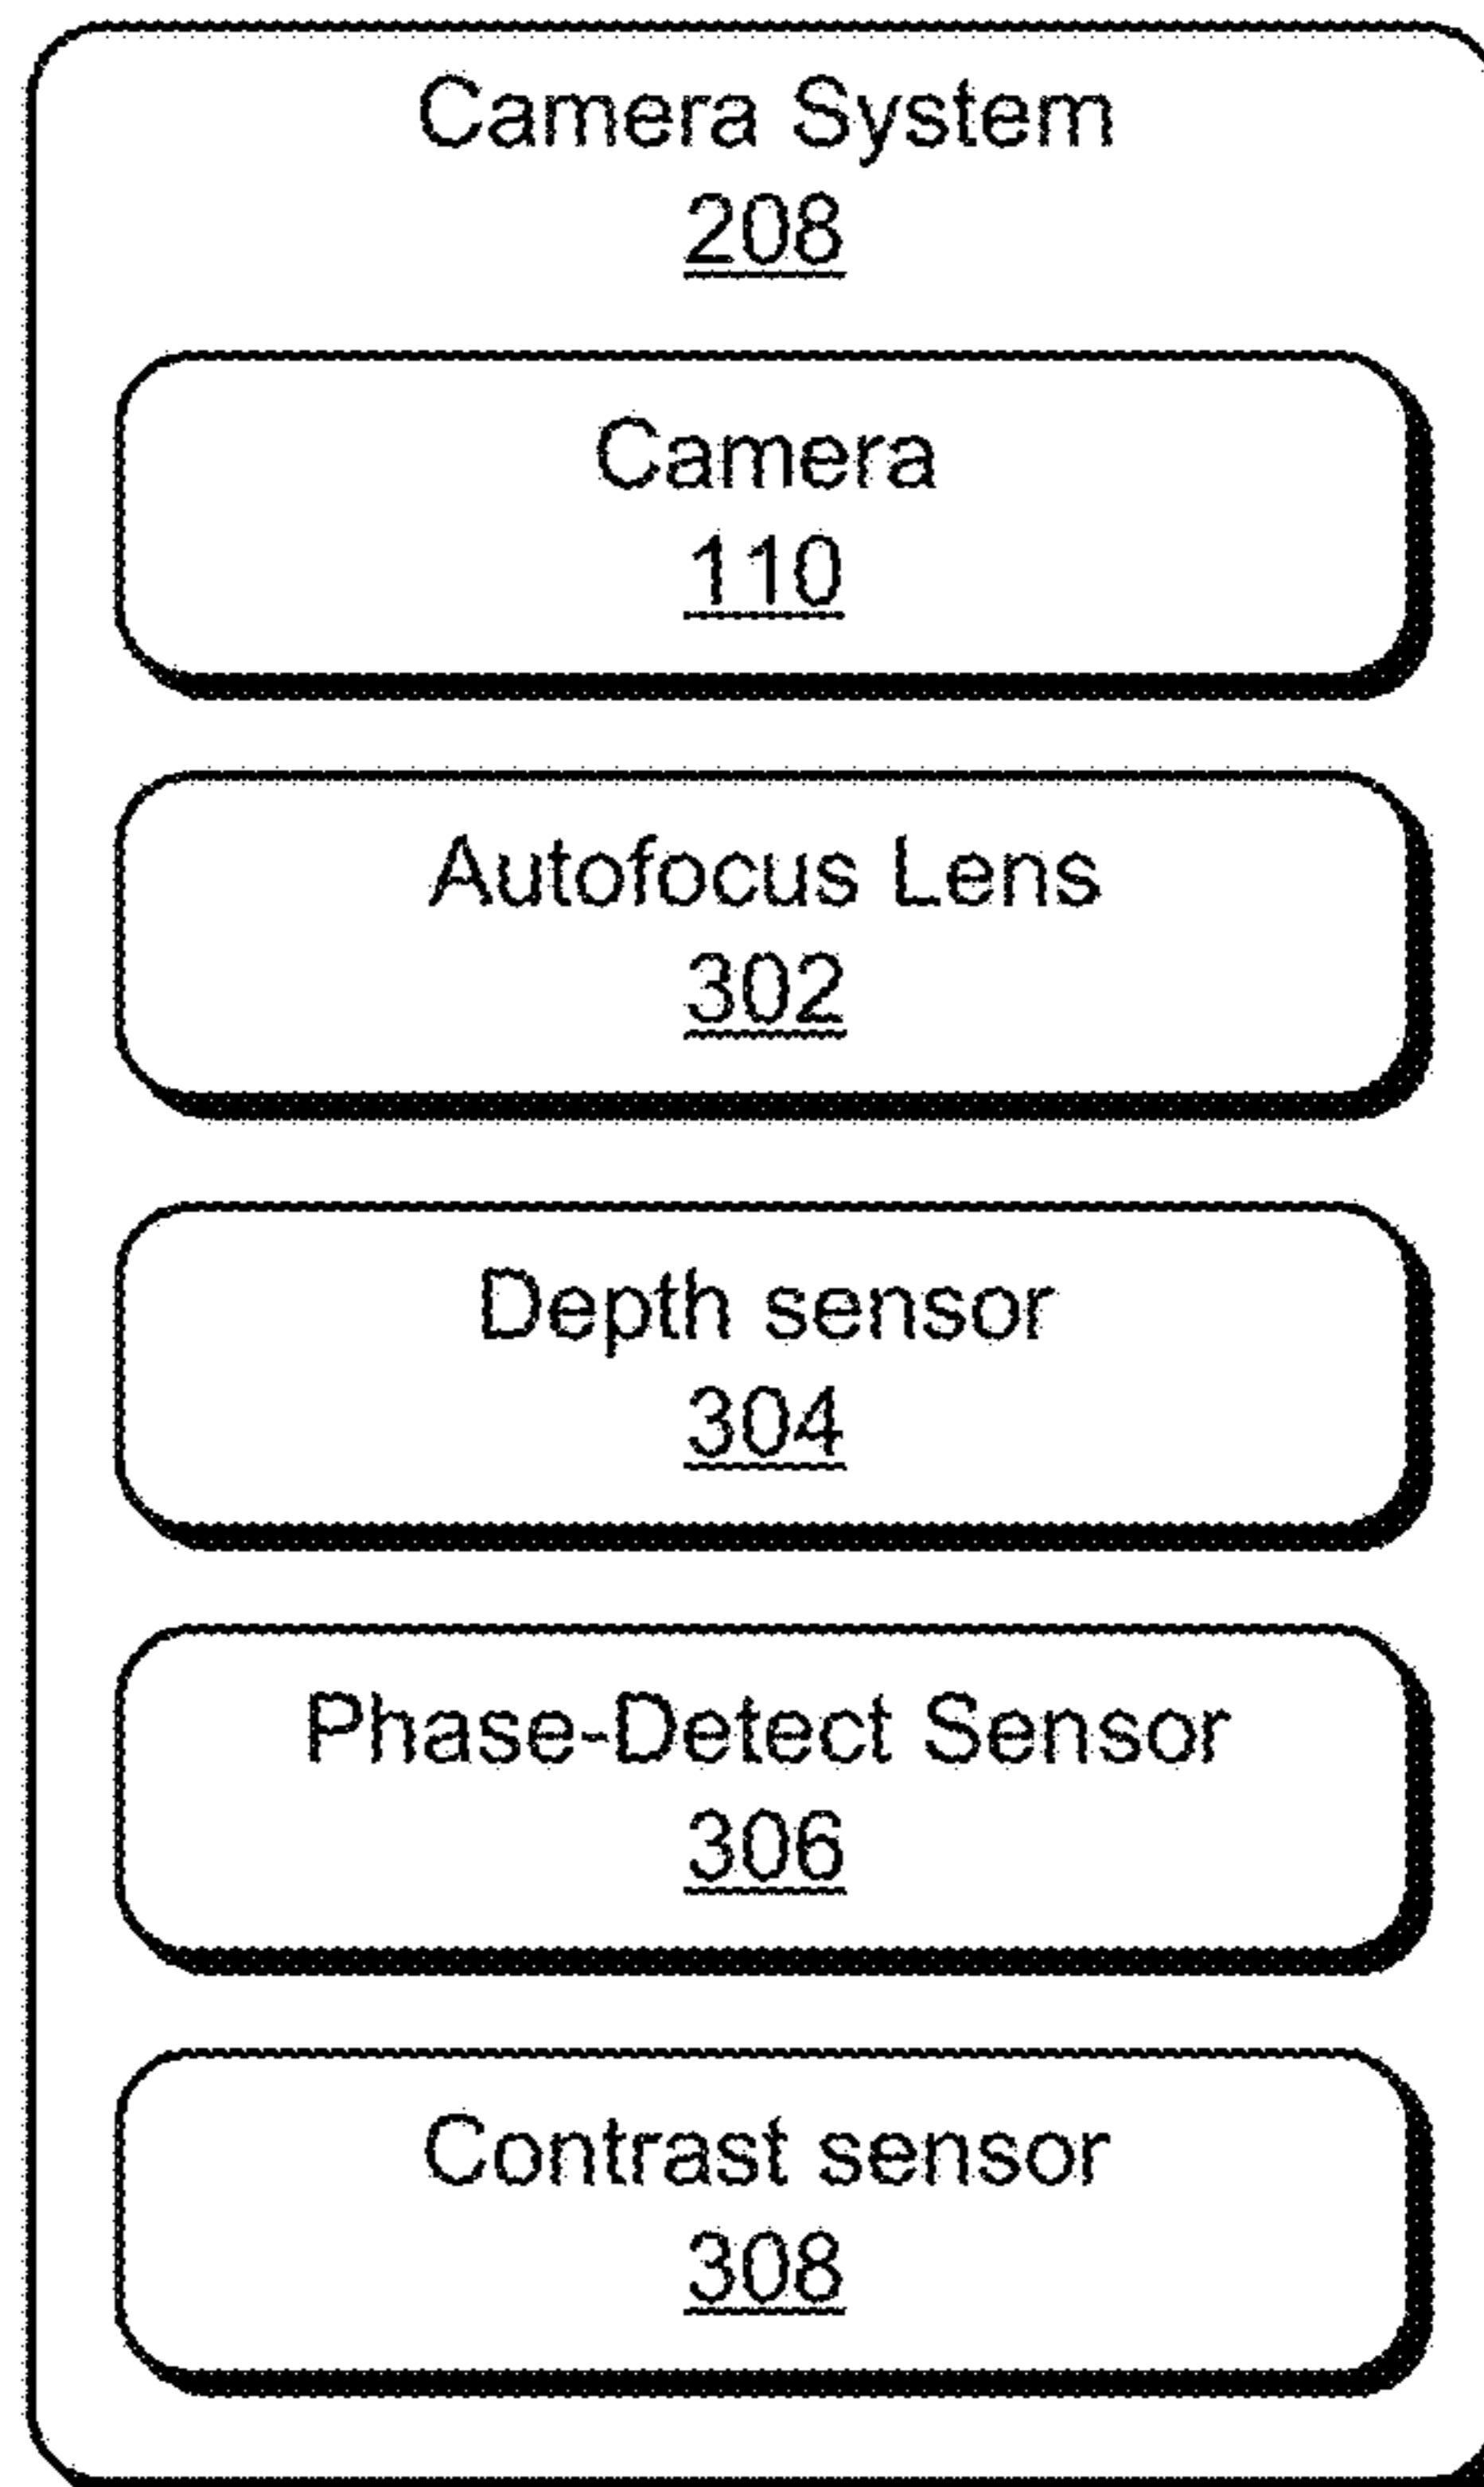 Camera System
208
Camera
110
Autofocus Lens
302
Depth sensor
304
Phase-Detect Sensor
306
Contrast sensor
308